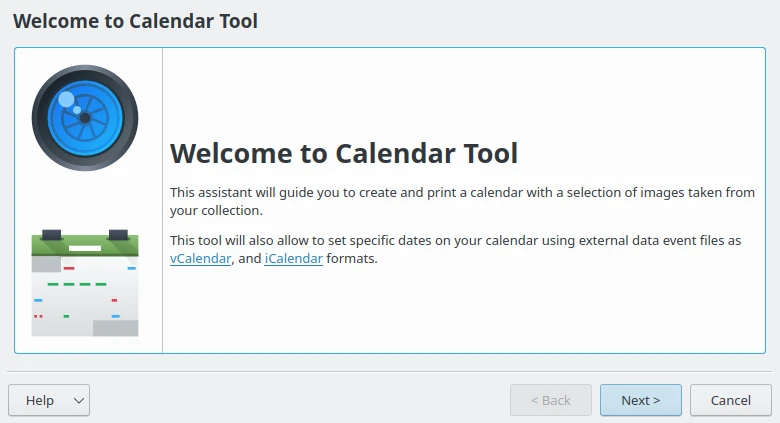 Welcome to Calendar Tool
Welcome to Calendar Tool
This assistant will guide you to create and print a calendar with a selection of images taken from
your collection.
This tool will also allow to set specific dates on your calendar using external data event files as
vCalendar, and iCalendar formats.
Help
< Back
Next >
Cancel